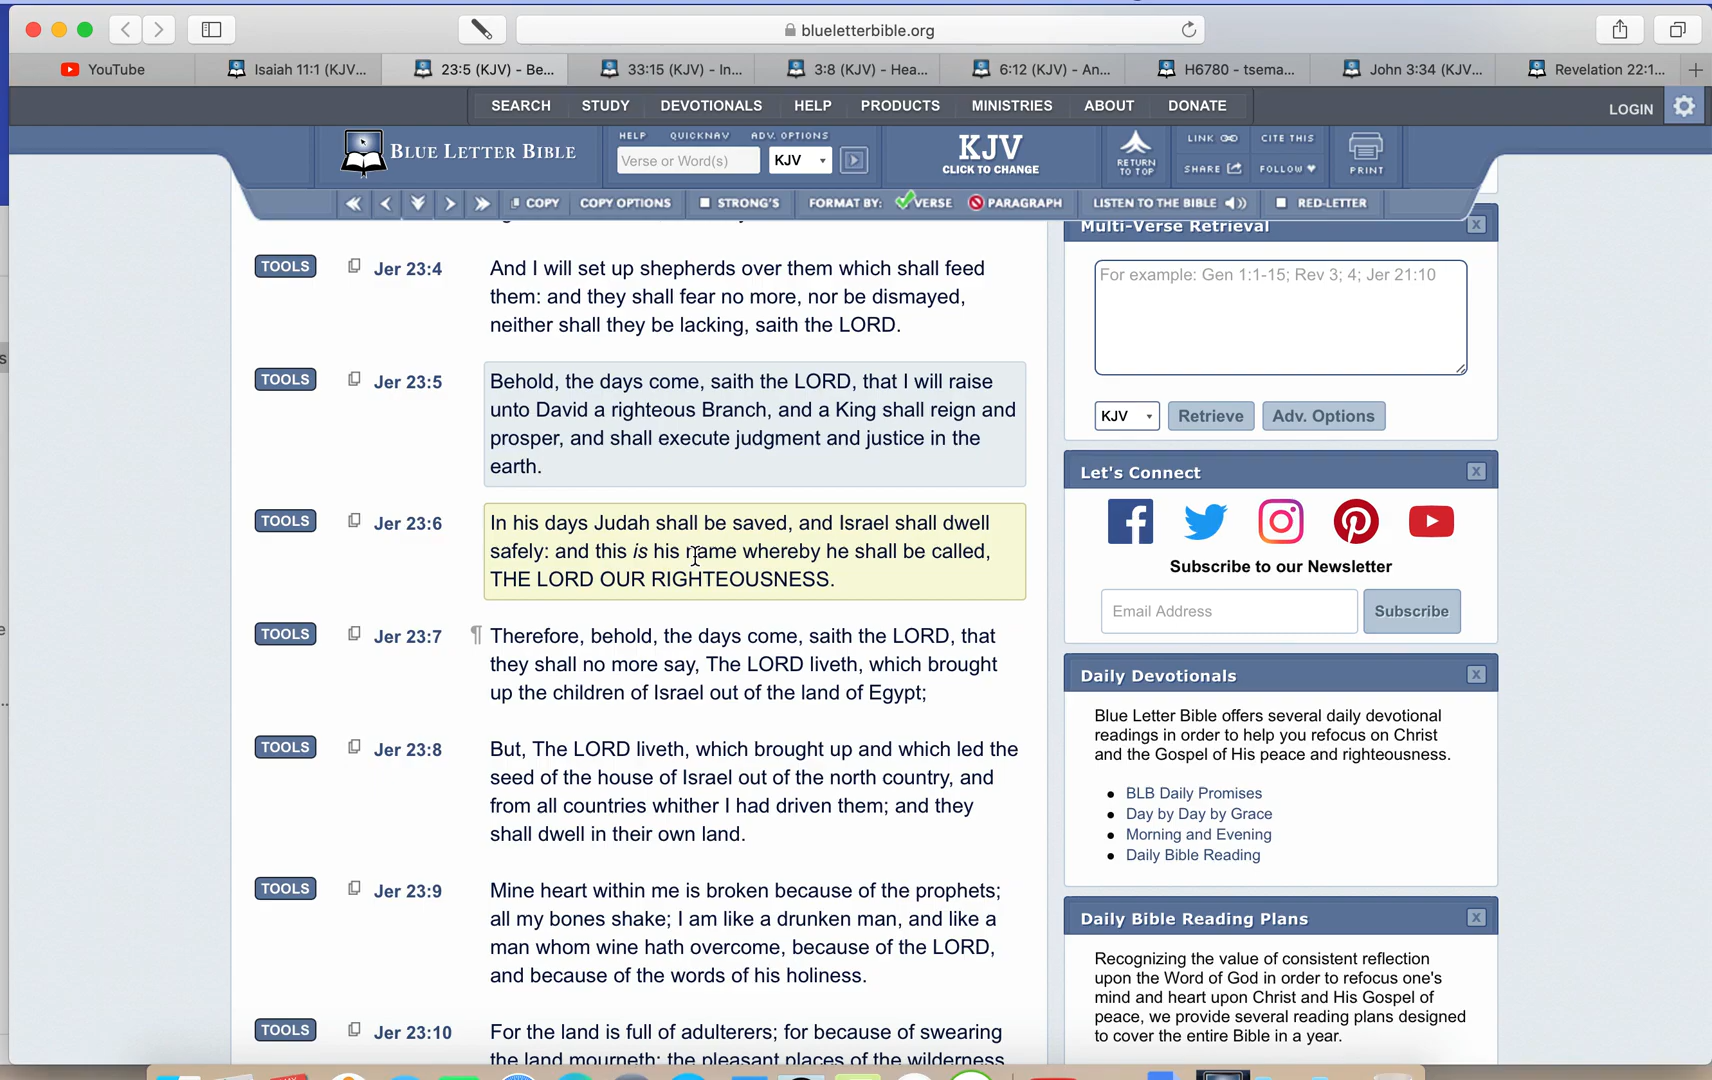 blueletterbible.org
YouTube
Isaiah 11:1 (KJV...
23:5 (KJV) - Be...
33:15 (KJV) - In...
3:8 (KJV) - Hea...
6:12 (KJV) - An...
H6780 - tsema...
John 3:34 (KJV...
Revelation 22:1...
SEARCH STUDY DEVOTIONALS HELP PRODUCTS MINISTRIES ABOUT DONATE
LOGIN
BLUE LETTER BIBLE
HELP QUICKNAV ADV. OPTIONS
Verse or Word(s)
KJV
KJV
CLICK TO CHANGE
RETURN
TO TOP
LINK
CITE THIS
SHARE
FOLLOW
PRINT
COPY COPY OPTIONS STRONG'S FORMAT BY: VERSE PARAGRAPH LISTEN TO THE BIBLE RED-LETTER
TOOLS
Jer 23:4
And I will set up shepherds over them which shall feed
them: and they shall fear no more, nor be dismayed,
neither shall they be lacking, saith the LORD.
TOOLS
Jer 23:5
Behold, the days come, saith the LORD, that I will raise
unto David a righteous Branch, and a King shall reign and
prosper, and shall execute judgment and justice in the
earth.
TOOLS
Jer 23:6
In his days Judah shall be saved, and Israel shall dwell
safely: and this is his name whereby he shall be called,
THE LORD OUR RIGHTEOUSNESS.
TOOLS
Jer 23:7
¶ Therefore, behold, the days come, saith the LORD, that
they shall no more say, The LORD liveth, which brought
up the children of Israel out of the land of Egypt;
TOOLS
Jer 23:8
But, The LORD liveth, which brought up and which led the
seed of the house of Israel out of the north country, and
from all countries whither I had driven them; and they
shall dwell in their own land.
TOOLS
Jer 23:9
Mine heart within me is broken because of the prophets;
all my bones shake; I am like a drunken man, and like a
man whom wine hath overcome, because of the LORD,
and because of the words of his holiness.
TOOLS
Jer 23:10
For the land is full of adulterers; for because of swearing
the land mourneth; the pleasant places of the wilderness
Multi-Verse Retrieval
For example: Gen 1:1-15; Rev 3; 4; Jer 21:10
KJV
Retrieve
Adv. Options
Let's Connect
Subscribe to our Newsletter
Email Address
Subscribe
Daily Devotionals
Blue Letter Bible offers several daily devotional
readings in order to help you refocus on Christ
and the Gospel of His peace and righteousness.
BLB Daily Promises
Day by Day by Grace
Morning and Evening
Daily Bible Reading
Daily Bible Reading Plans
Recognizing the value of consistent reflection
upon the Word of God in order to refocus one's
mind and heart upon Christ and His Gospel of
peace, we provide several reading plans designed
to cover the entire Bible in a year.